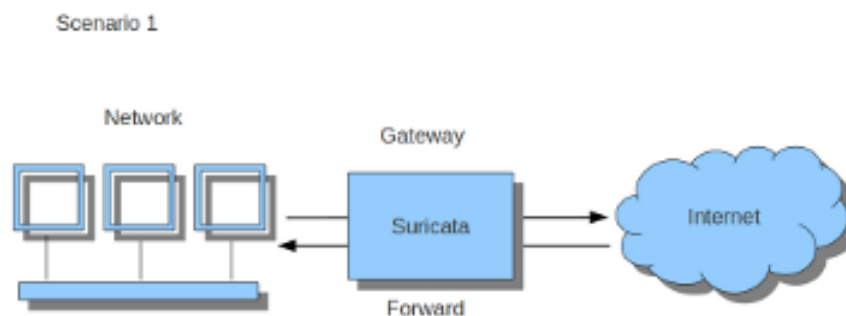 Scenario 1
Network
Gateway
Suricata
Internet
Forward